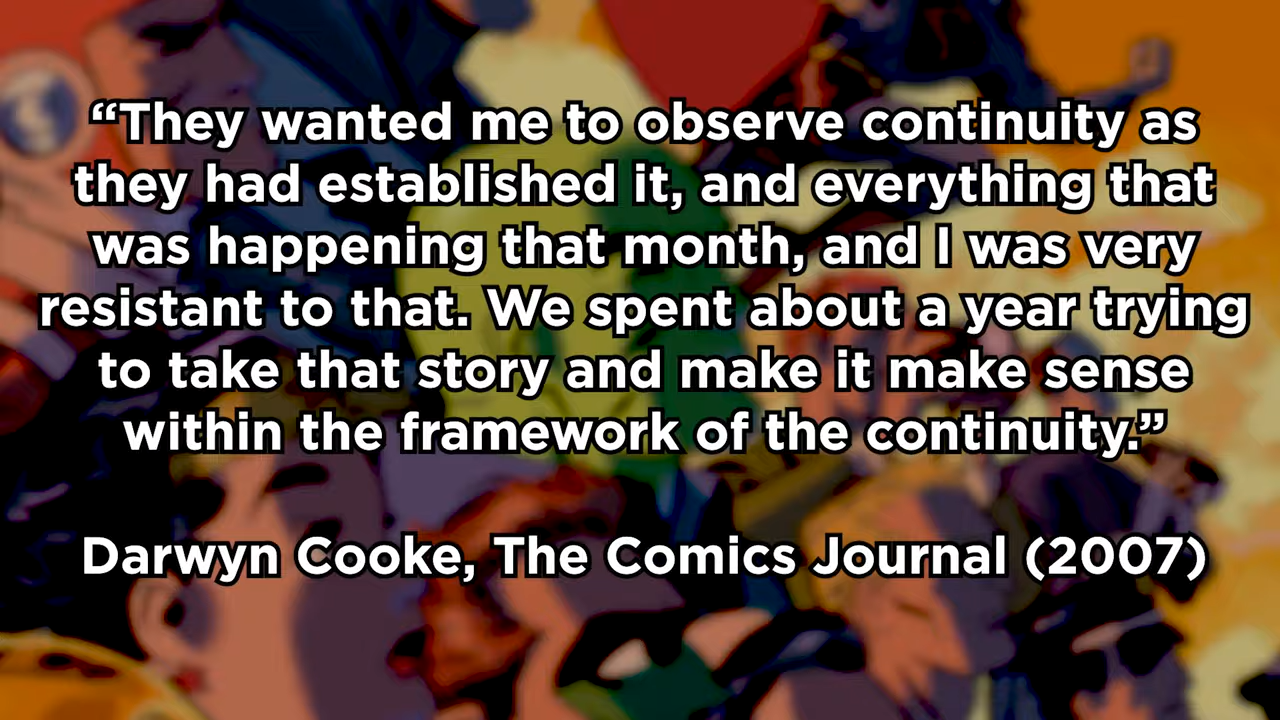 “They wanted me to observe continuity as
they had established it, and everything that
was happening that month, and I was very
resistant to that. We spent about a year trying
to take that story and make it make sense
within the framework of the continuity.”
Darwyn Cooke, The Comics Journal (2007)